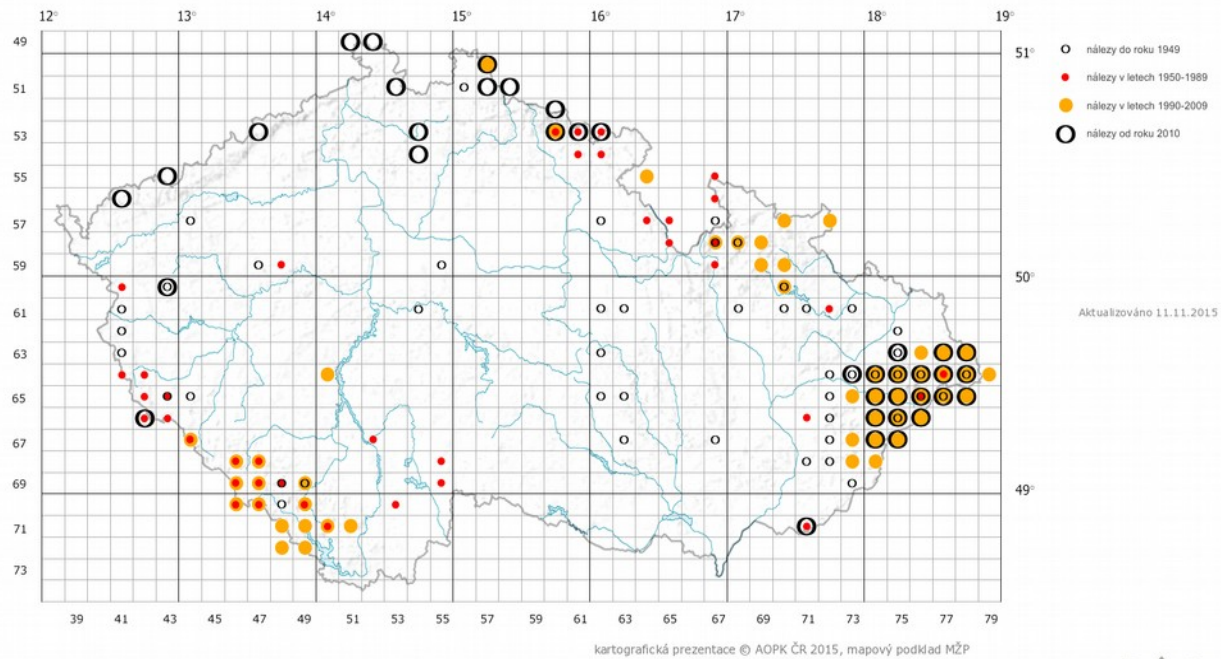 12° 13° 14° 15° 16° 17° 18° 19°
49 51°
51
53
55
57
59 50°
61
63
65
67
69 49°
71
73
39 41 43 45 47 49 51 53 55 57 59 61 63 65 67 69 71 73 75 77 79
nálezy do roku 1949
nálezy v letech 1950-1989
nálezy v letech 1990-2009
nálezy od roku 2010
Aktualizováno 11.11.2015
kartografická prezentace © AOPK ČR 2015, mapový podklad MŽP